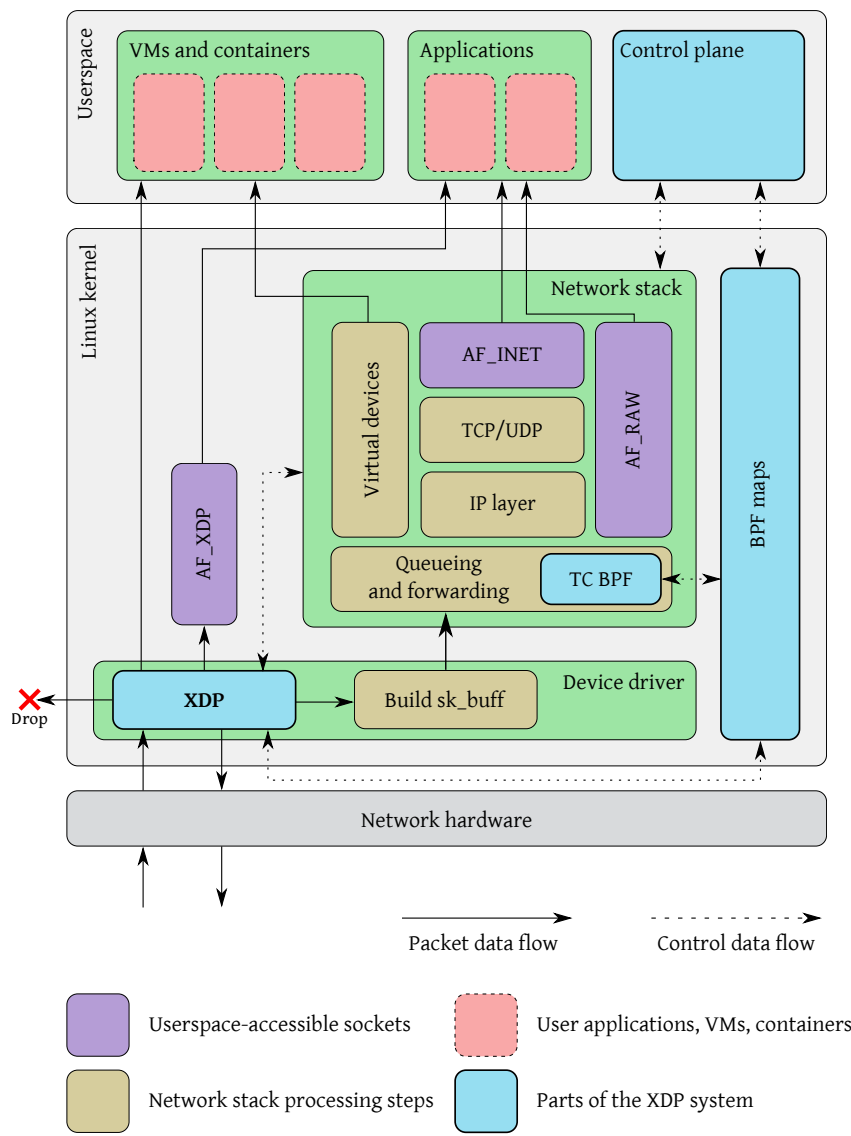 Userspace
VMs and containers
Applications
Control plane
Linux kernel
Network stack
Virtual devices
AF_INET
AF_RAW
TCP/UDP
IP layer
AF_XDP
BPF maps
Queueing
and forwarding
TC BPF
Device driver
XDP
Build sk_buff
Drop
Network hardware
Packet data flow
Control data flow
Userspace-accessible sockets
User applications, VMs, containers
Network stack processing steps
Parts of the XDP system